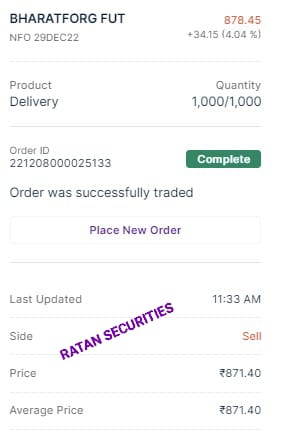 BHARATFORG FUT 878.45
NFO 29DEC22 +34.15 (4.04 %)
Product Quantity
Delivery 1,000/1,000
Order ID
221208000025133 Complete
Order was successfully traded
Place New Order
Last Updated 11:33 AM
RATAN SECURITIES
Side Sell
Price ₹871.40
Average Price ₹871.40